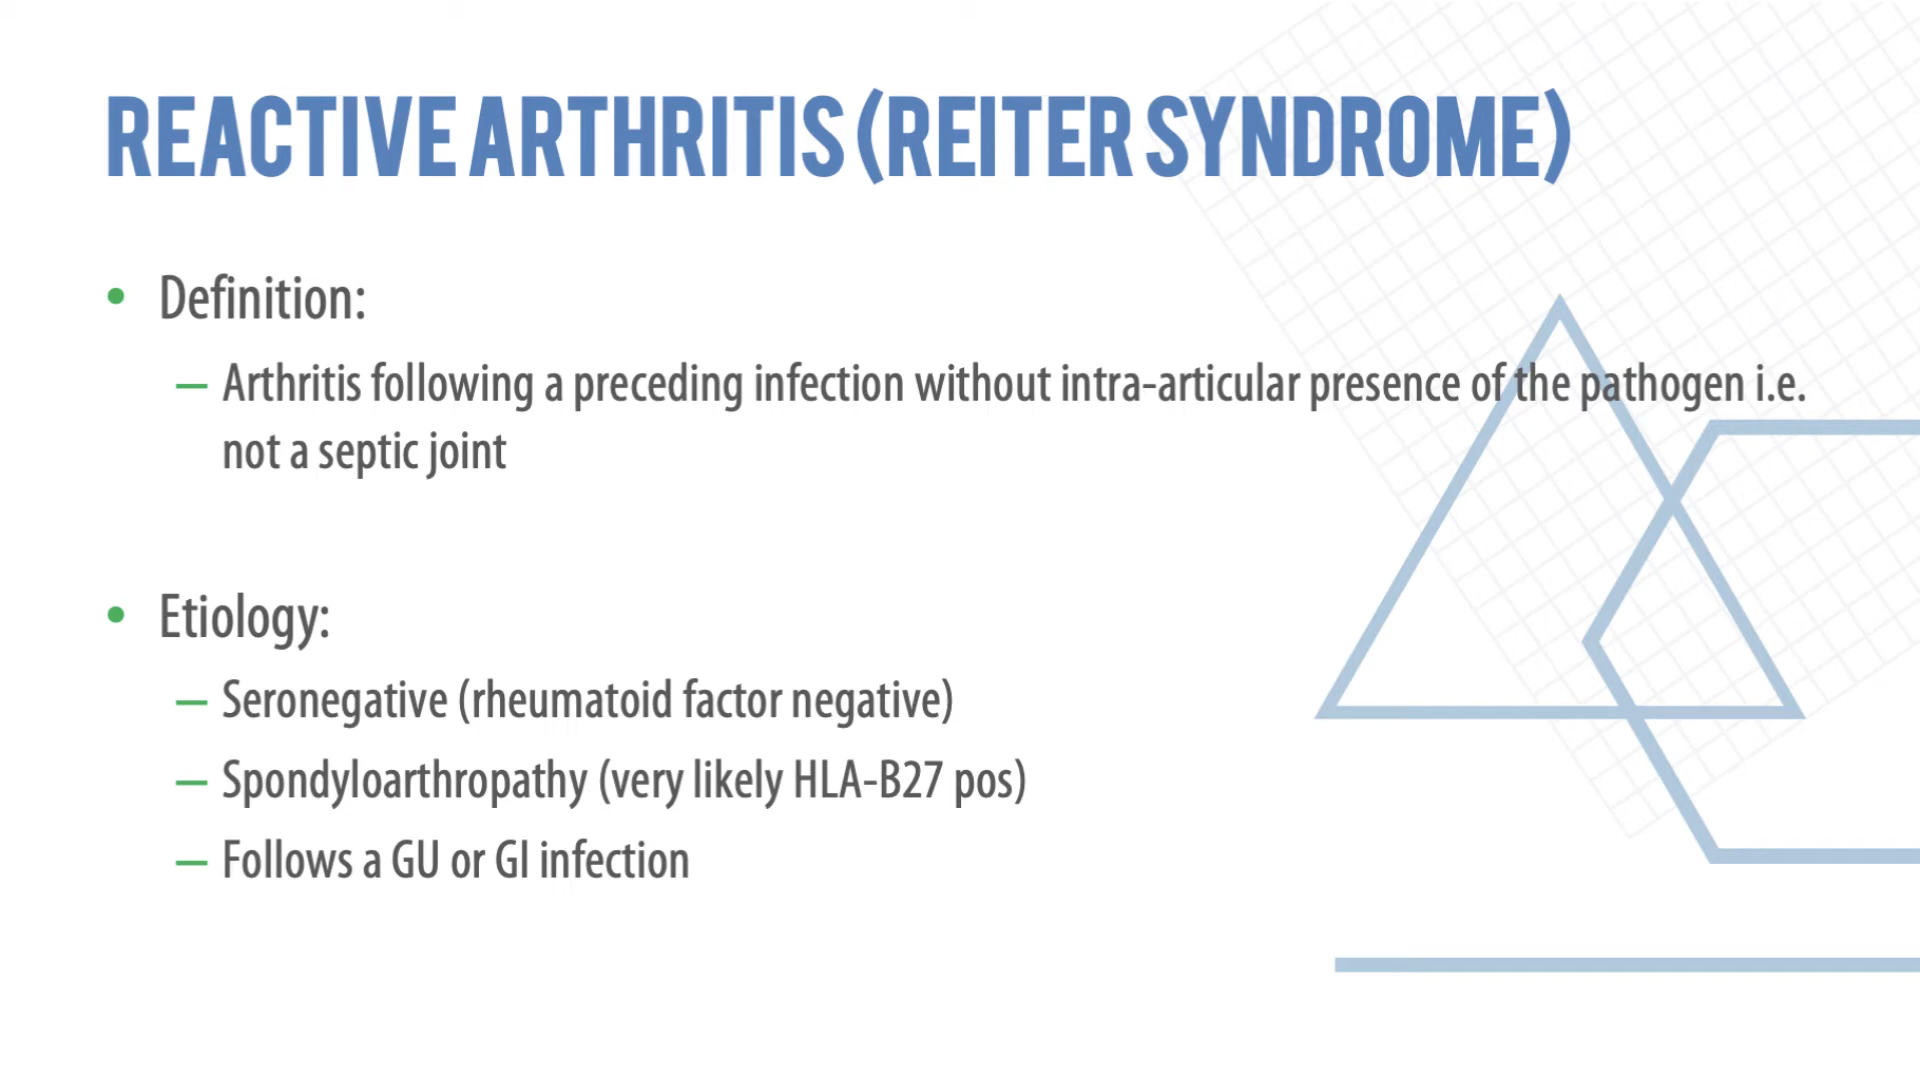 REACTIVE ARTHRITIS (REITER SYNDROME)
• Definition:
– Arthritis following a preceding infection without intra-articular presence of the pathogen i.e.
not a septic joint
• Etiology:
– Seronegative (rheumatoid factor negative)
– Spondyloarthropathy (very likely HLA-B27 pos)
– Follows a GU or GI infection